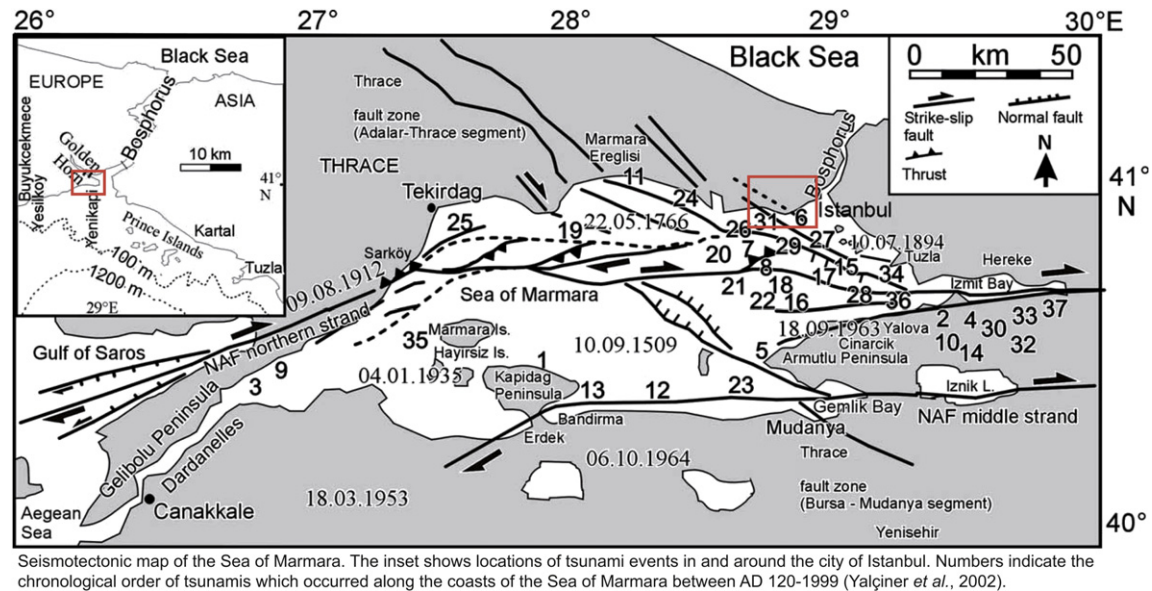 26°
27°
28°
29°
30°E
Black Sea
EUROPE
ASIA
Bosphorus
Buyukcekmece
Yesilköy
Golden
Horn
Yenikapi
10 km
41°
N
Prince Islands
Kartal
Tuzla
100 m
1200 m
29°E
Thrace
fault zone
(Adalar-Thrace segment)
THRACE
Tekirdag
Marmara
Ereglisi
Black Sea
Bosphorus
Istanbul
0 km 50
Strike-slip
fault
Normal fault
Thrust
N
41°
N
11
24
25
19
22.05.1766
26
31
6
20
7
29
27
10.07.1894
Tuzla
Hereke
Sarköy
09.08.1912
8
17
15
34
Izmit Bay
Sea of Marmara
21
18
22
16
28
36
18.09.1963
Yalova
2
4
30
33
37
10
14
32
Cinarcik
Armutlu Peninsula
5
Gulf of Saros
NAF northern strand
35
Marmara Is.
Hayirsiz Is.
04.01.1935
1
Kapidag
Peninsula
10.09.1509
3
9
13
12
23
Iznik L.
Gemlik Bay
NAF middle strand
Gelibolu Peninsula
Dardanelles
Bandirma
Erdek
Mudanya
Thrace
06.10.1964
fault zone
(Bursa - Mudanya segment)
18.03.1953
Canakkale
Aegean
Sea
Yenisehir
40°
Seismotectonic map of the Sea of Marmara. The inset shows locations of tsunami events in and around the city of Istanbul. Numbers indicate the
chronological order of tsunamis which occurred along the coasts of the Sea of Marmara between AD 120-1999 (Yalçiner et al., 2002).